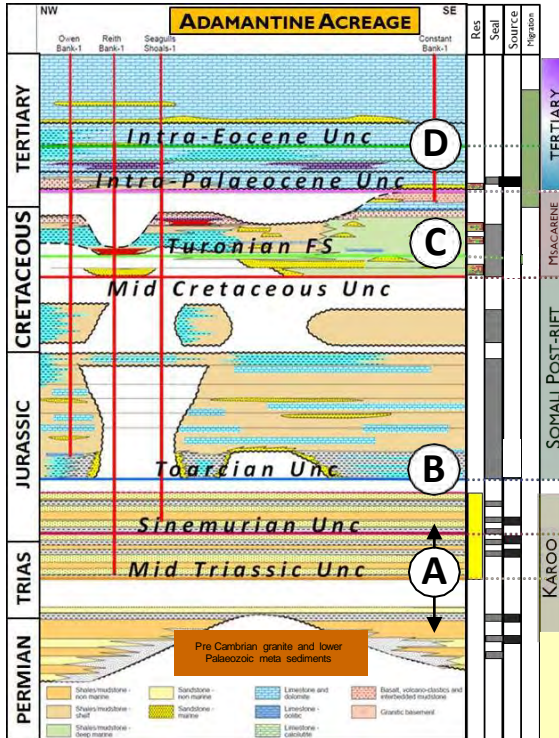 NW
ADAMANTINE ACREAGE
SE
Owen
Bank-1
Reith
Bank-1
Seagulls
Shoals-1
Constant
Bank-1
Res
Seal
Source
Migration
TERTIARY
CRETACEOUS
JURASSIC
TRIAS
PERMIAN
Intra-Eocene Unc
D
Intra-Palaeocene Unc
C
Turonian FS
Mid Cretaceous Unc
B
Toarcian Unc
Sinemurian Unc
A
Mid Triassic Unc
TERTIARY
MSACARENE
SOMALI POST-RIFT
KAROO
Pre Cambrian granite and lower
Palaeozoic meta sediments
Shales/mudstone -
non marine
Sandstone -
non marine
Limestone and
dolomite
Basalt, volcano-clastics and
interbedded mudstone
Shales/mudstone -
shelf
Sandstone -
marine
Limestone -
oolitic
Granitic basement
Shales/mudstone -
deep marine
Limestone -
calcilutite